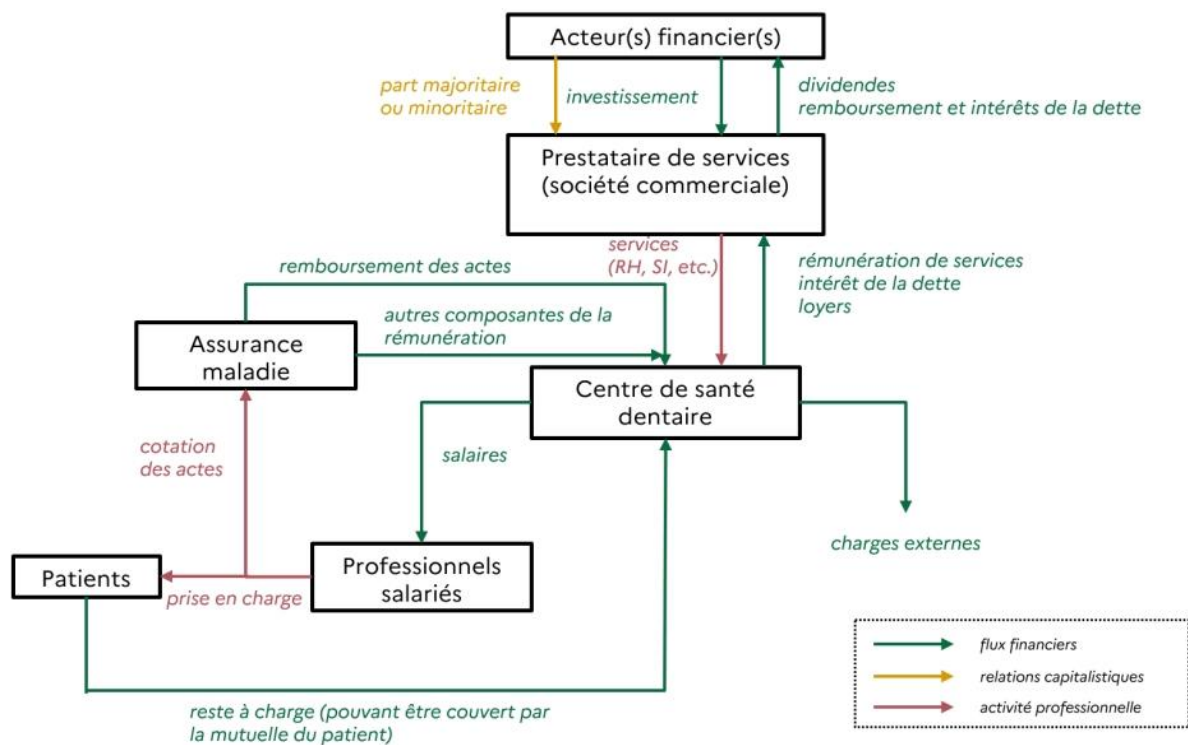 Acteur(s) financier(s)
part majoritaire
ou minoritaire
investissement
dividendes
remboursement et intérêts de la dette
Prestataire de services
(société commerciale)
services
(RH, SI, etc.)
rémunération de services
intérêt de la dette
loyers
remboursement des actes
autres composantes de la
rémunération
Assurance
maladie
Centre de santé
dentaire
cotation
des actes
salaires
charges externes
Patients
prise en charge
Professionnels
salariés
reste à charge (pouvant être couvert par
la mutuelle du patient)
flux financiers
relations capitalistiques
activité professionnelle